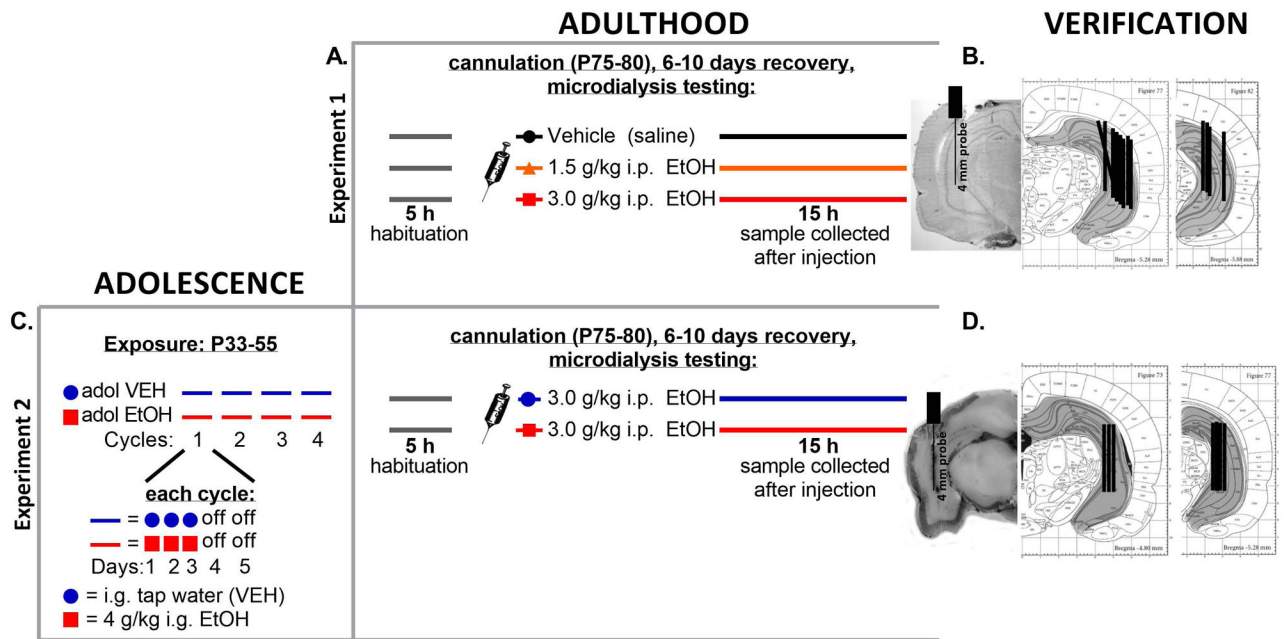 ADULTHOOD
VERIFICATION
A.
Experiment 1
cannulation (P75-80), 6-10 days recovery,
microdialysis testing:
Vehicle (saline)
1.5 g/kg i.p. EtOH
3.0 g/kg i.p. EtOH
5 h
habituation
15 h
sample collected
after injection
B.
4 mm probe
Figure 77
Bregma -5.28 mm
Figure 82
Bregma -5.88 mm
ADOLESCENCE
C.
Experiment 2
Exposure: P33-55
adol VEH
adol EtOH
Cycles: 1 2 3 4
each cycle:
= off off
= off off
Days: 1 2 3 4 5
= i.g. tap water (VEH)
= 4 g/kg i.g. EtOH
cannulation (P75-80), 6-10 days recovery,
microdialysis testing:
3.0 g/kg i.p. EtOH
3.0 g/kg i.p. EtOH
5 h
habituation
15 h
sample collected
after injection
D.
4 mm probe
Figure 73
Bregma -4.80 mm
Figure 77
Bregma -5.28 mm